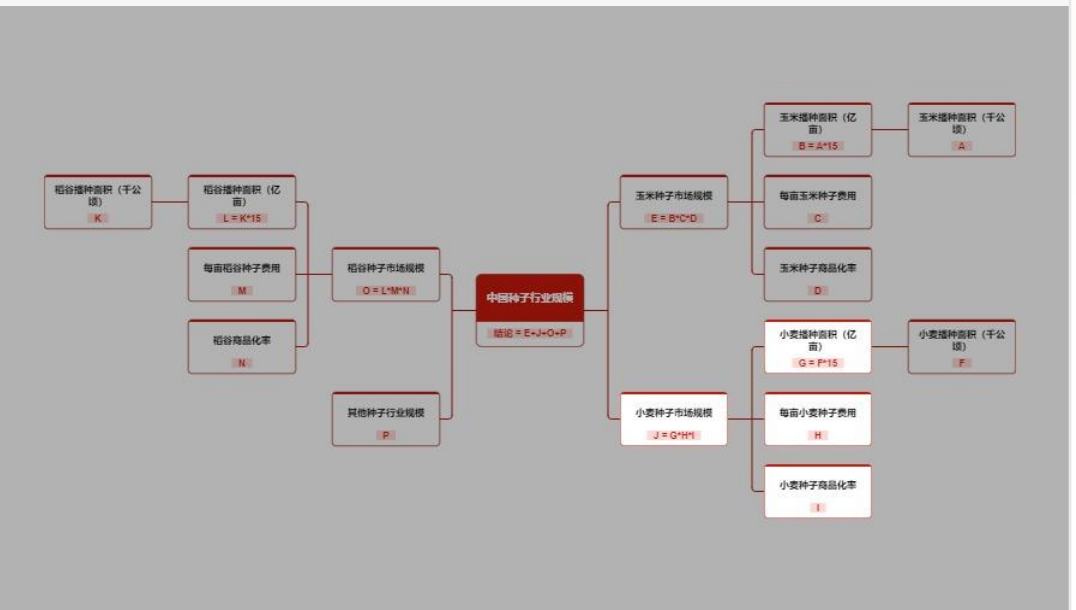 玉米播种面积（亿
亩）
B = A*15
玉米播种面积（千公
顷）
A
稻谷播种面积（千公
顷）
K
稻谷播种面积（亿
亩）
L = K*15
玉米种子市场规模
E = B*C*D
每亩玉米种子费用
C
每亩稻谷种子费用
M
稻谷种子市场规模
O = L*M*N
玉米种子商品化率
D
中国种子行业规模
结论 = E+J+O+P
稻谷商品化率
N
小麦播种面积（亿
亩）
G = F*15
小麦播种面积（千公
顷）
F
其他种子行业规模
P
小麦种子市场规模
J = G*H*I
每亩小麦种子费用
H
小麦种子商品化率
I